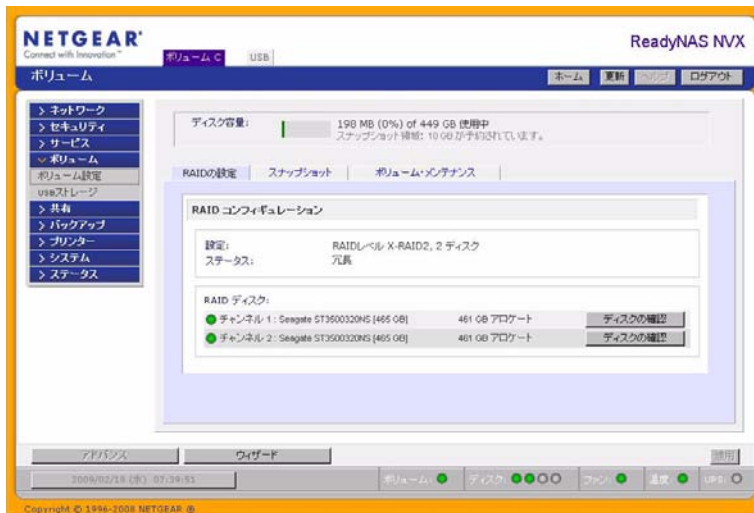 NETGEAR®
Connect with Innovation™
ReadyNAS NVX
ボリューム C
USB
ボリューム
ホーム
更新
ヘルプ
ログアウト
> ネットワーク
> セキュリティ
> サービス
ボリューム
ボリューム設定
USBストレージ
> 共有
> バックアップ
> プリンター
> システム
> ステータス
ディスク容量:
198 MB (0%) of 449 GB 使用中
スナップショット領域: 10 GB が予約されています。
RAIDの設定
スナップショット
ボリューム・メンテナンス
RAID コンフィギュレーション
設定:
RAIDレベル X-RAID2, 2 ディスク
ステータス:
冗長
RAID ディスク:
チャンネル 1 : Seagate ST3500320NS [465 GB]
461 GB アロケート
ディスクの確認
チャンネル 2 : Seagate ST3500320NS [465 GB]
461 GB アロケート
ディスクの確認
アドバンス
ウィザード
適用
2009/02/18 (水) 07:39:51
ボリューム:
ディスク:
ファン:
温度:
UPS:
Copyright © 1996-2008 NETGEAR ®